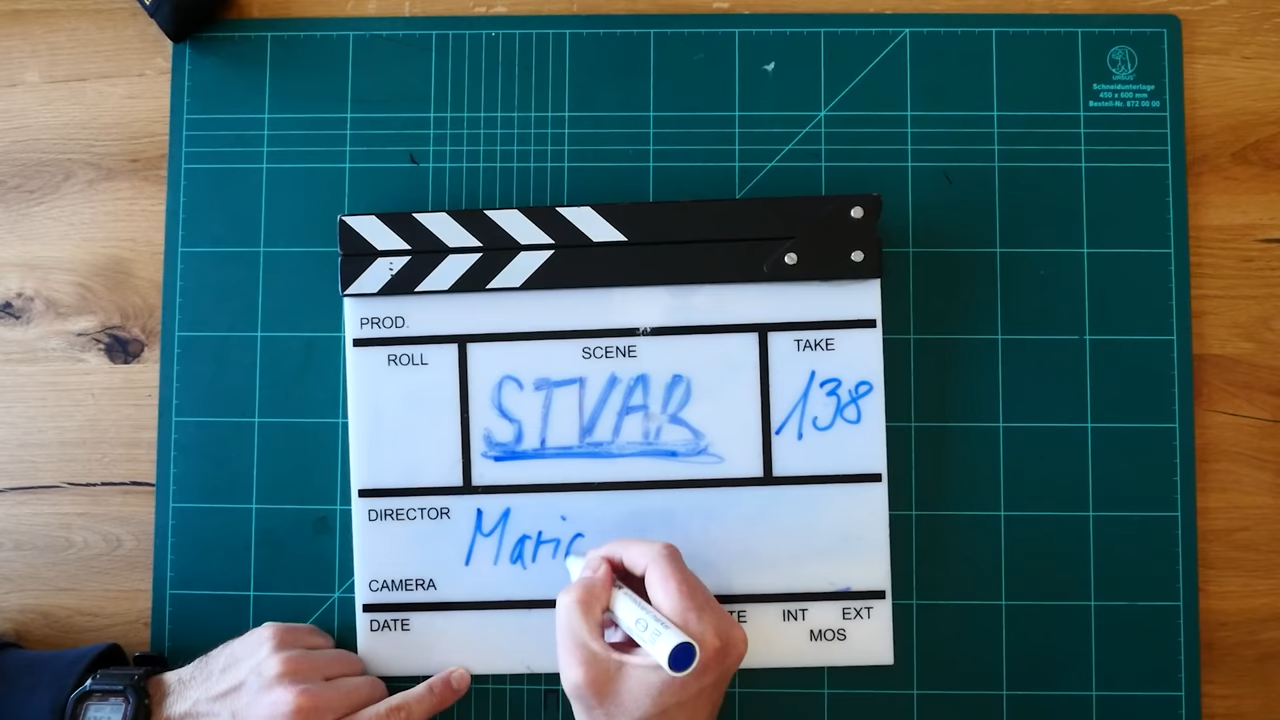 URSUS
Schneidunterlage
450 x 600 mm
Bestell-Nr. 872 00 00
PROD.
ROLL
SCENE
TAKE
STVAR
138
DIRECTOR
Mari
CAMERA
DATE
INT
EXT
MOS